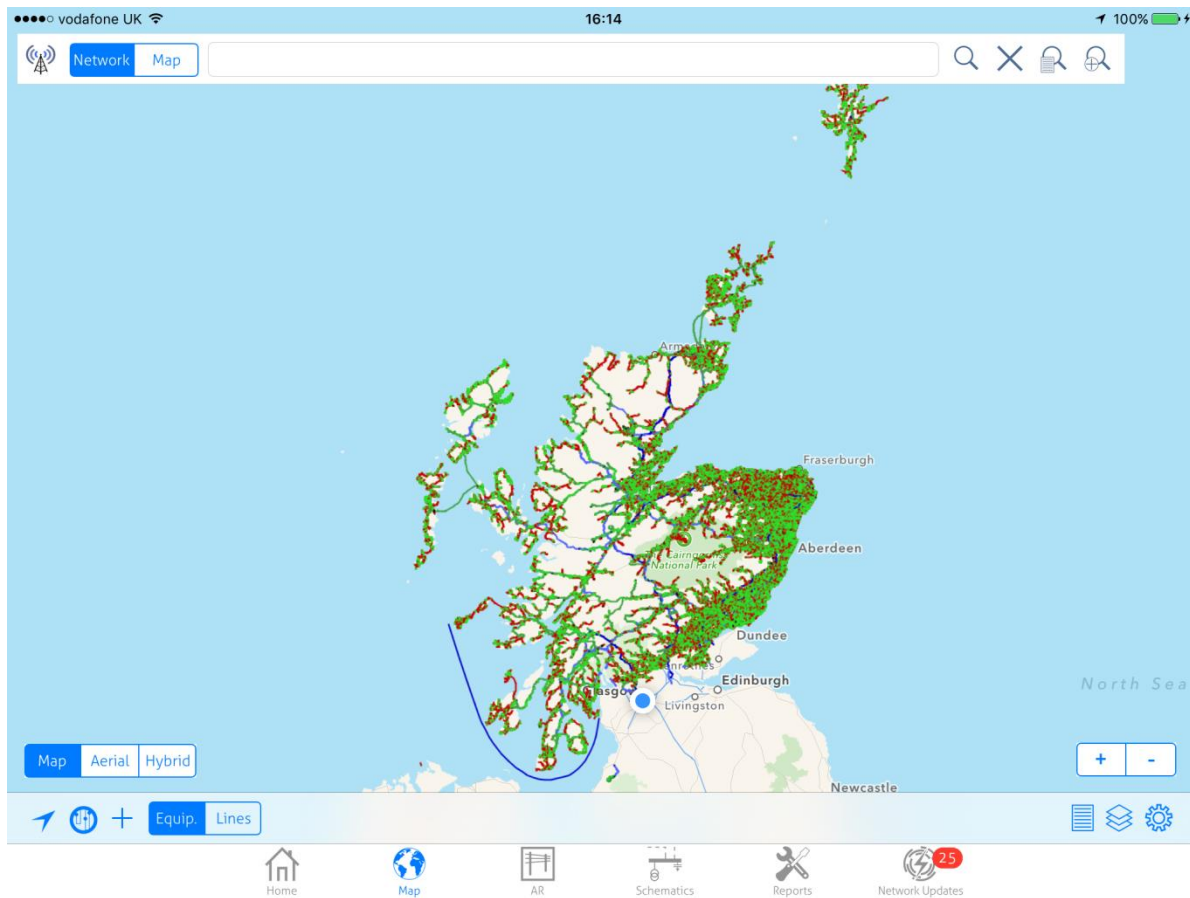 vodafone UK 16:14 100%
Network Map
Fraserburgh
Aberdeen
National Park
Dundee
Edinburgh
Livingston
North Sea
Newcastle
Map Aerial Hybrid + -
Equip. Lines
Home Map AR Schematics Reports Network Updates 25